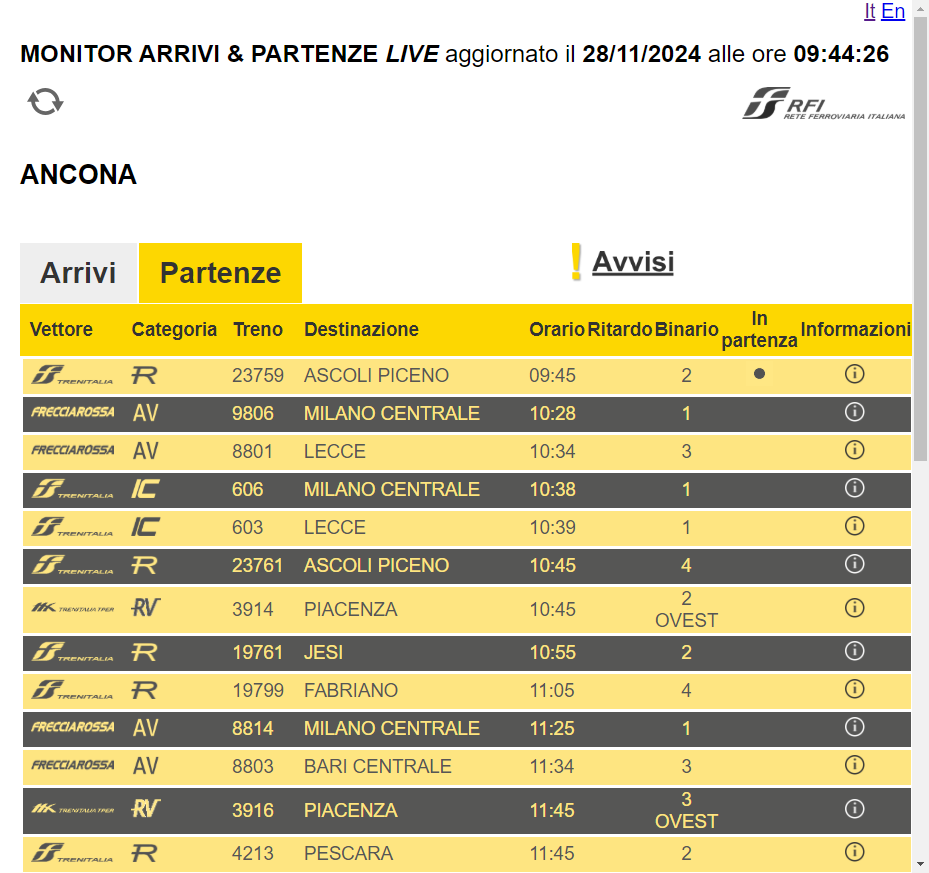 It En
MONITOR ARRIVI & PARTENZE LIVE aggiornato il 28/11/2024 alle ore 09:44:26
RFI
RETE FERROVIARIA ITALIANA
ANCONA
Arrivi Partenze ! Avvisi
Vettore Categoria Treno Destinazione Orario Ritardo Binario In partenza Informazioni
TRENITALIA R 23759 ASCOLI PICENO 09:45 2
FRECCIAROSSA AV 9806 MILANO CENTRALE 10:28 1
FRECCIAROSSA AV 8801 LECCE 10:34 3
TRENITALIA IC 606 MILANO CENTRALE 10:38 1
TRENITALIA IC 603 LECCE 10:39 1
TRENITALIA R 23761 ASCOLI PICENO 10:45 4
TRENITALIA TPER RV 3914 PIACENZA 10:45 2 OVEST
TRENITALIA R 19761 JESI 10:55 2
TRENITALIA R 19799 FABRIANO 11:05 4
FRECCIAROSSA AV 8814 MILANO CENTRALE 11:25 1
FRECCIAROSSA AV 8803 BARI CENTRALE 11:34 3
TRENITALIA TPER RV 3916 PIACENZA 11:45 3 OVEST
TRENITALIA R 4213 PESCARA 11:45 2